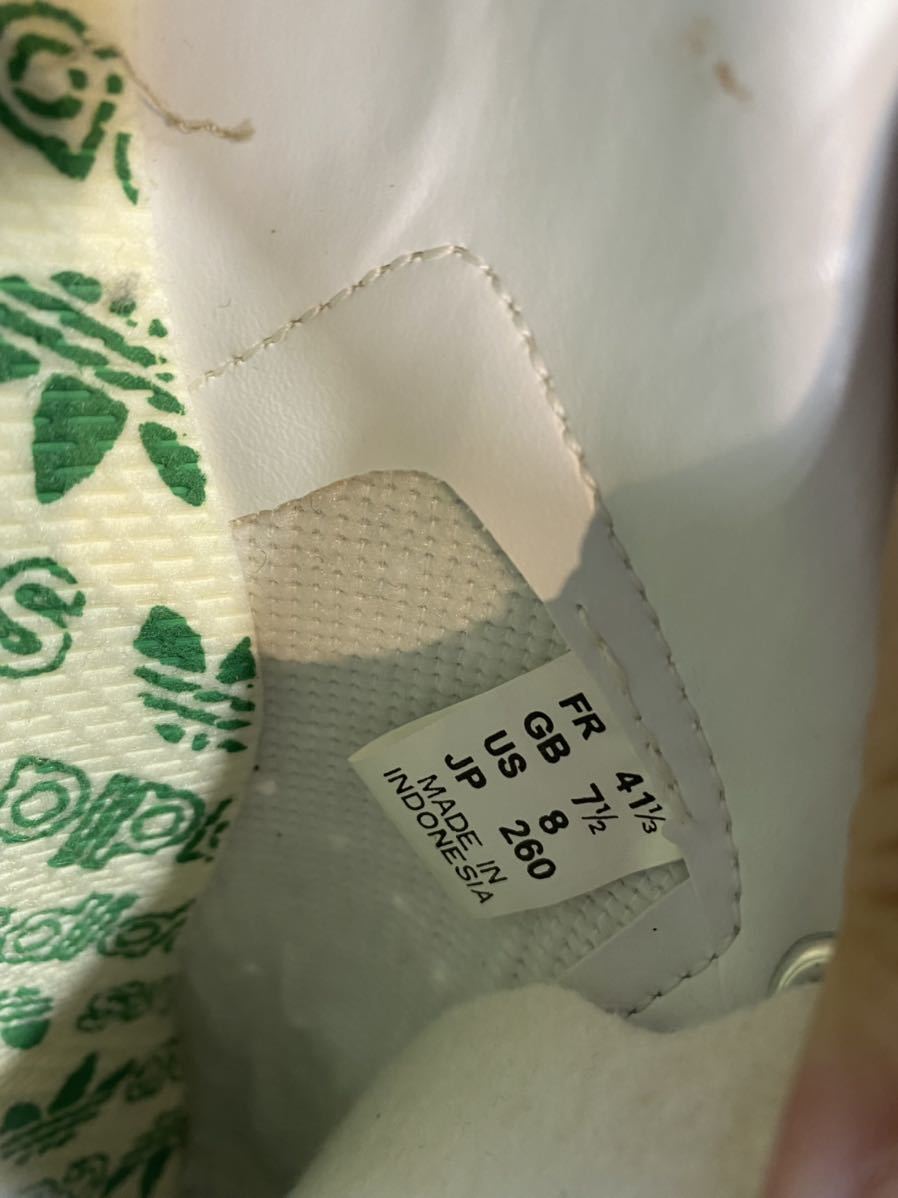 FR 41⅓
GB 7½
US 8
JP 260
MADE IN
INDONESIA